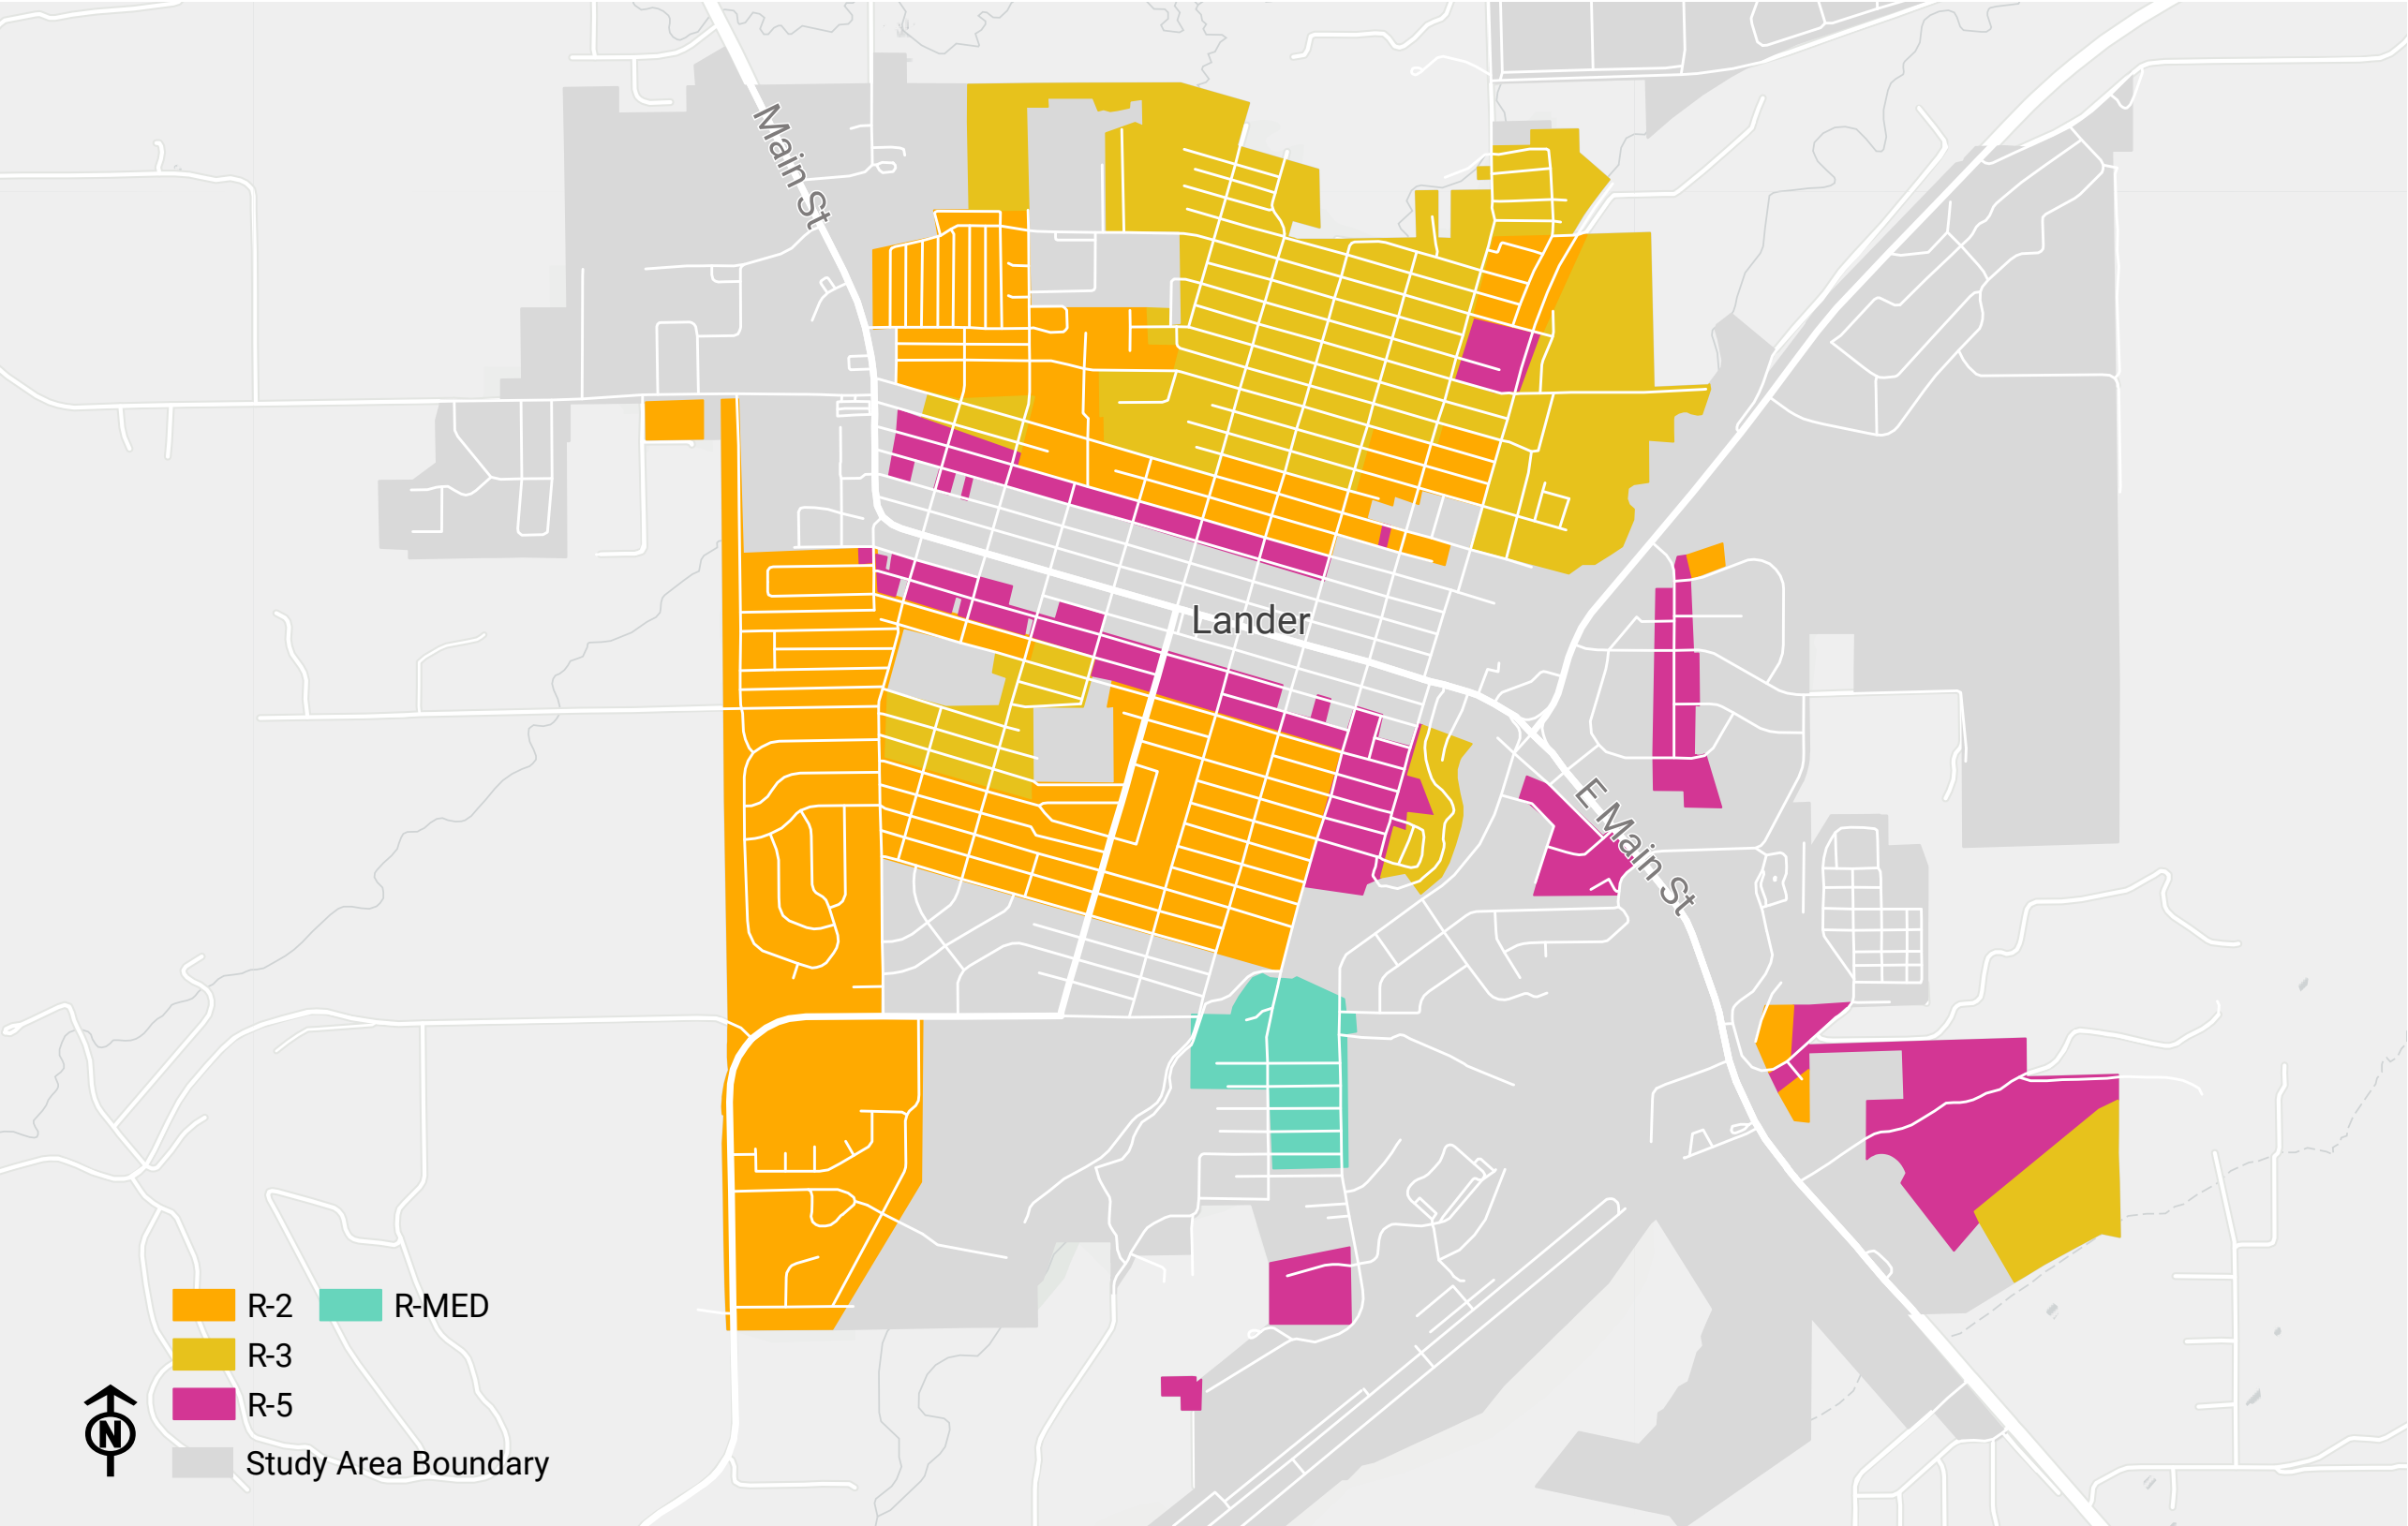 Main St
Lander
E Main St
R-2
R-MED
R-3
R-5
N
Study Area Boundary